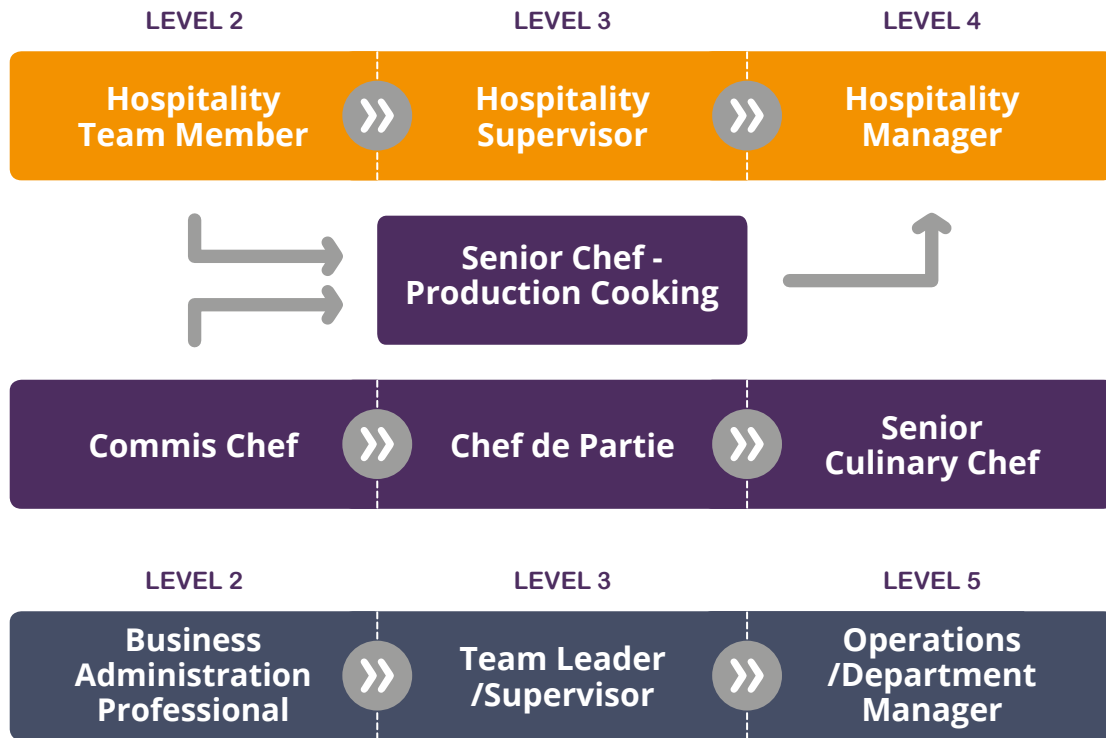 LEVEL 2
LEVEL 3
LEVEL 4
Hospitality
Team Member
Hospitality
Supervisor
Hospitality
Manager
Senior Chef -
Production Cooking
Commis Chef
Chef de Partie
Senior
Culinary Chef
LEVEL 2
LEVEL 3
LEVEL 5
Business
Administration
Professional
Team Leader
/Supervisor
Operations
/Department
Manager